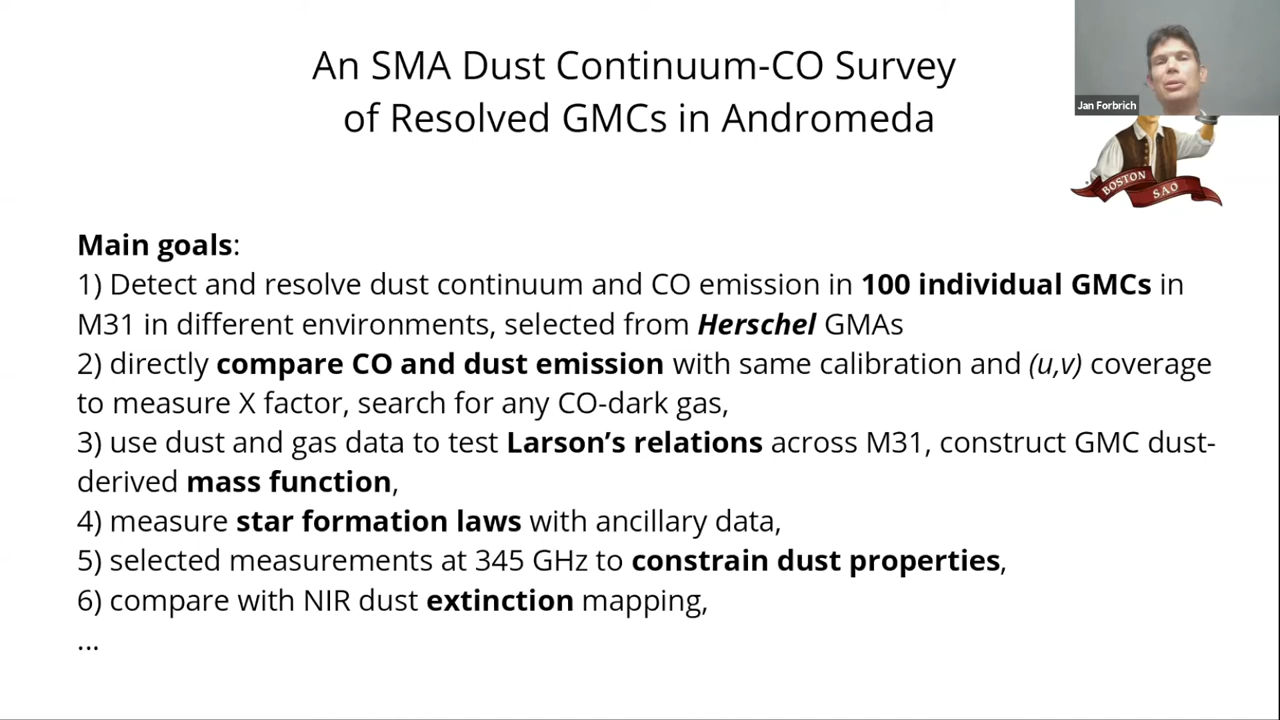 An SMA Dust Continuum-CO Survey
of Resolved GMCs in Andromeda
Jan Forbrich
BOSTON SAO
Main goals:
1) Detect and resolve dust continuum and CO emission in 100 individual GMCs in
M31 in different environments, selected from Herschel GMAs
2) directly compare CO and dust emission with same calibration and (u,v) coverage
to measure X factor, search for any CO-dark gas,
3) use dust and gas data to test Larson’s relations across M31, construct GMC dust-
derived mass function,
4) measure star formation laws with ancillary data,
5) selected measurements at 345 GHz to constrain dust properties,
6) compare with NIR dust extinction mapping,
...